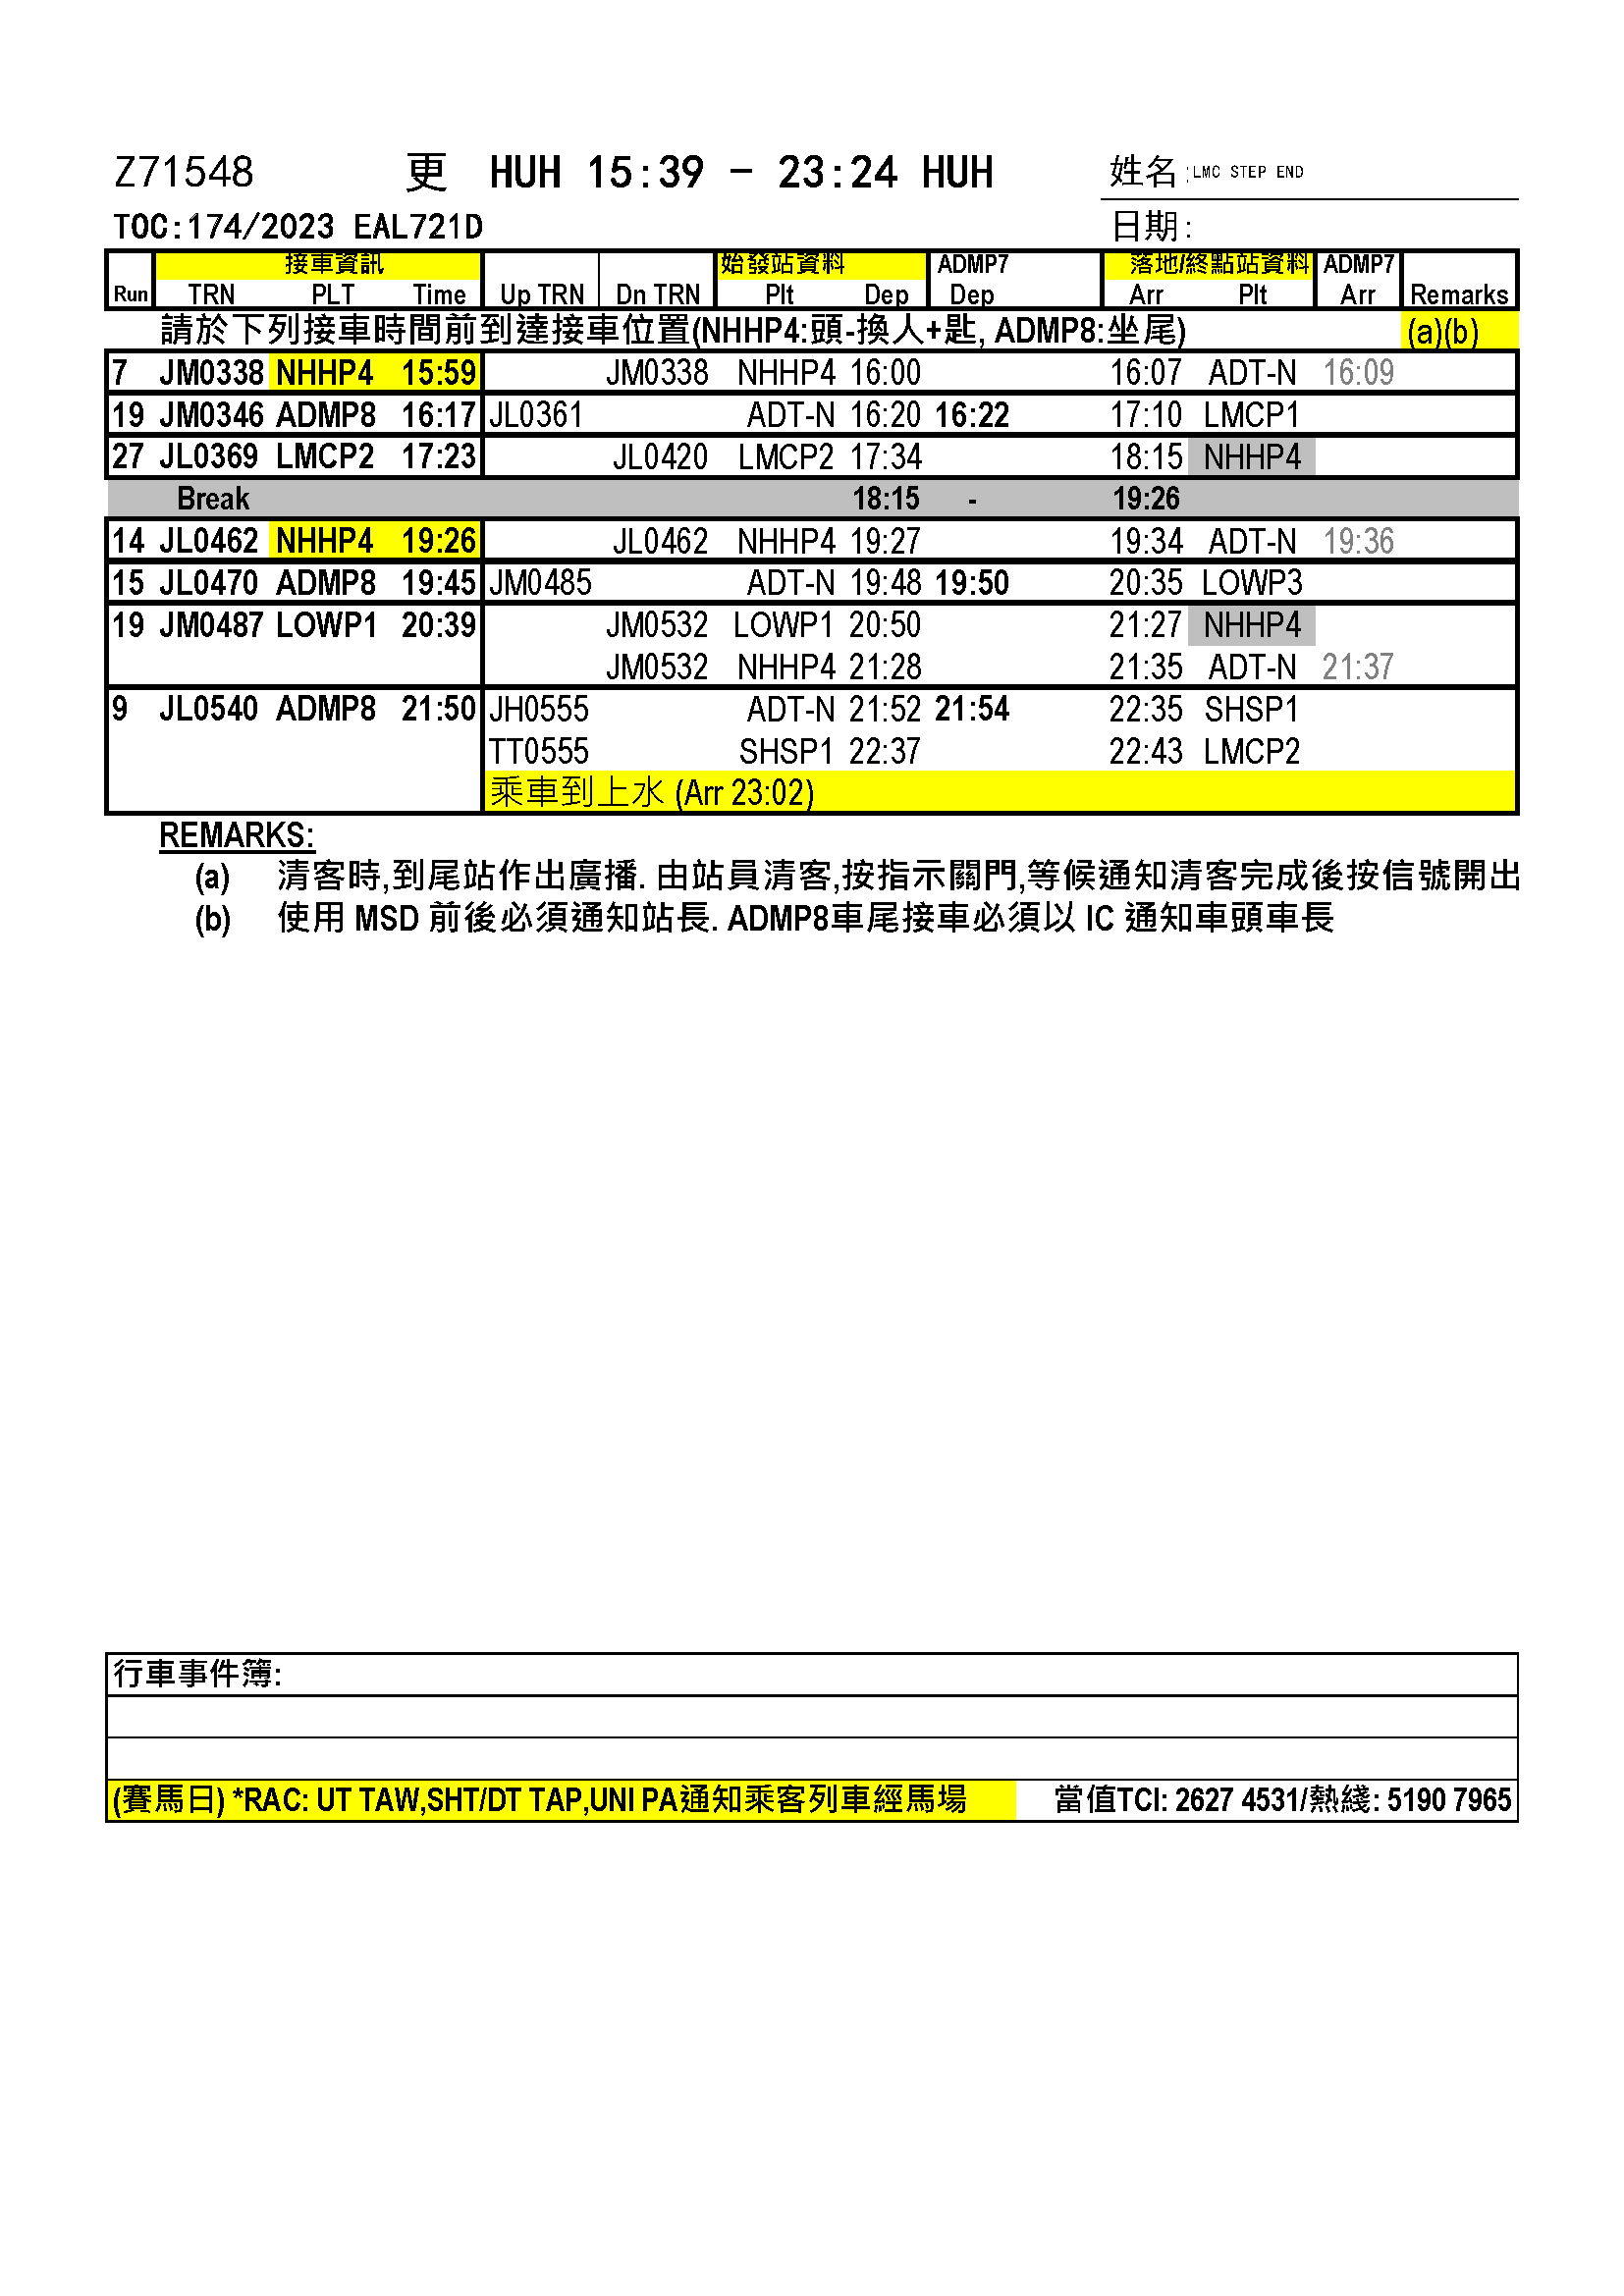 Z71548 更 HUH 15:39 - 23:24 HUH 姓名:LMC STEP END
TOC:174/2023 EAL721D 日期:
接車資訊 始發站資料 ADMP7 落地/終點站資料 ADMP7
Run TRN PLT Time Up TRN Dn TRN Plt Dep Dep Arr Plt Arr Remarks
請於下列接車時間前到達接車位置(NHHP4:頭-換人+匙, ADMP8:坐尾) (a)(b)
7 JM0338 NHHP4 15:59 JM0338 NHHP4 16:00 16:07 ADT-N 16:09
19 JM0346 ADMP8 16:17 JL0361 ADT-N 16:20 16:22 17:10 LMCP1
27 JL0369 LMCP2 17:23 JL0420 LMCP2 17:34 18:15 NHHP4
Break 18:15 - 19:26
14 JL0462 NHHP4 19:26 JL0462 NHHP4 19:27 19:34 ADT-N 19:36
15 JL0470 ADMP8 19:45 JM0485 ADT-N 19:48 19:50 20:35 LOWP3
19 JM0487 LOWP1 20:39 JM0532 LOWP1 20:50 21:27 NHHP4
JM0532 NHHP4 21:28 21:35 ADT-N 21:37
9 JL0540 ADMP8 21:50 JH0555 ADT-N 21:52 21:54 22:35 SHSP1
TT0555 SHSP1 22:37 22:43 LMCP2
乘車到上水 (Arr 23:02)
REMARKS:
(a) 清客時,到尾站作出廣播. 由站員清客,按指示關門,等候通知清客完成後按信號開出
(b) 使用 MSD 前後必須通知站長. ADMP8車尾接車必須以 IC 通知車頭車長
行車事件簿:
(賽馬日) *RAC: UT TAW,SHT/DT TAP,UNI PA通知乘客列車經馬場 當值TCI: 2627 4531/熱綫: 5190 7965